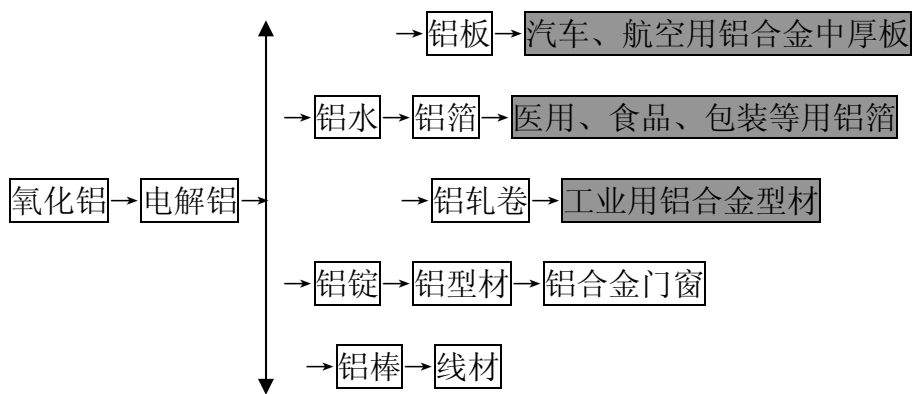 铝板 汽车、航空用铝合金中厚板
铝水 铝箔 医用、食品、包装等用铝箔
氧化铝 电解铝 铝轧卷 工业用铝合金型材
铝锭 铝型材 铝合金门窗
铝棒 线材